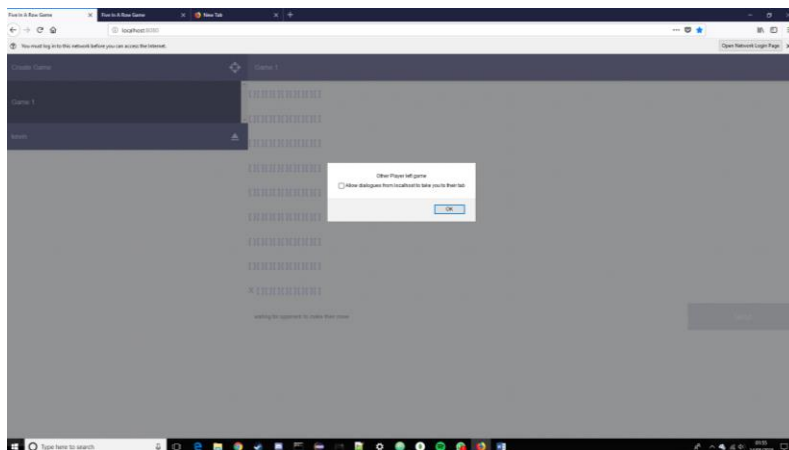 Five In A Row Game
Five In A Row Game
New Tab
localhost:8080
You must log in to this network before you can access the Internet.
Open Network Login Page
Create Game
Game 1
Game 1
Other Player left game
Allow dialogues from localhost to take you to their tab
OK
X
waiting for opponent to make their move
Type here to search